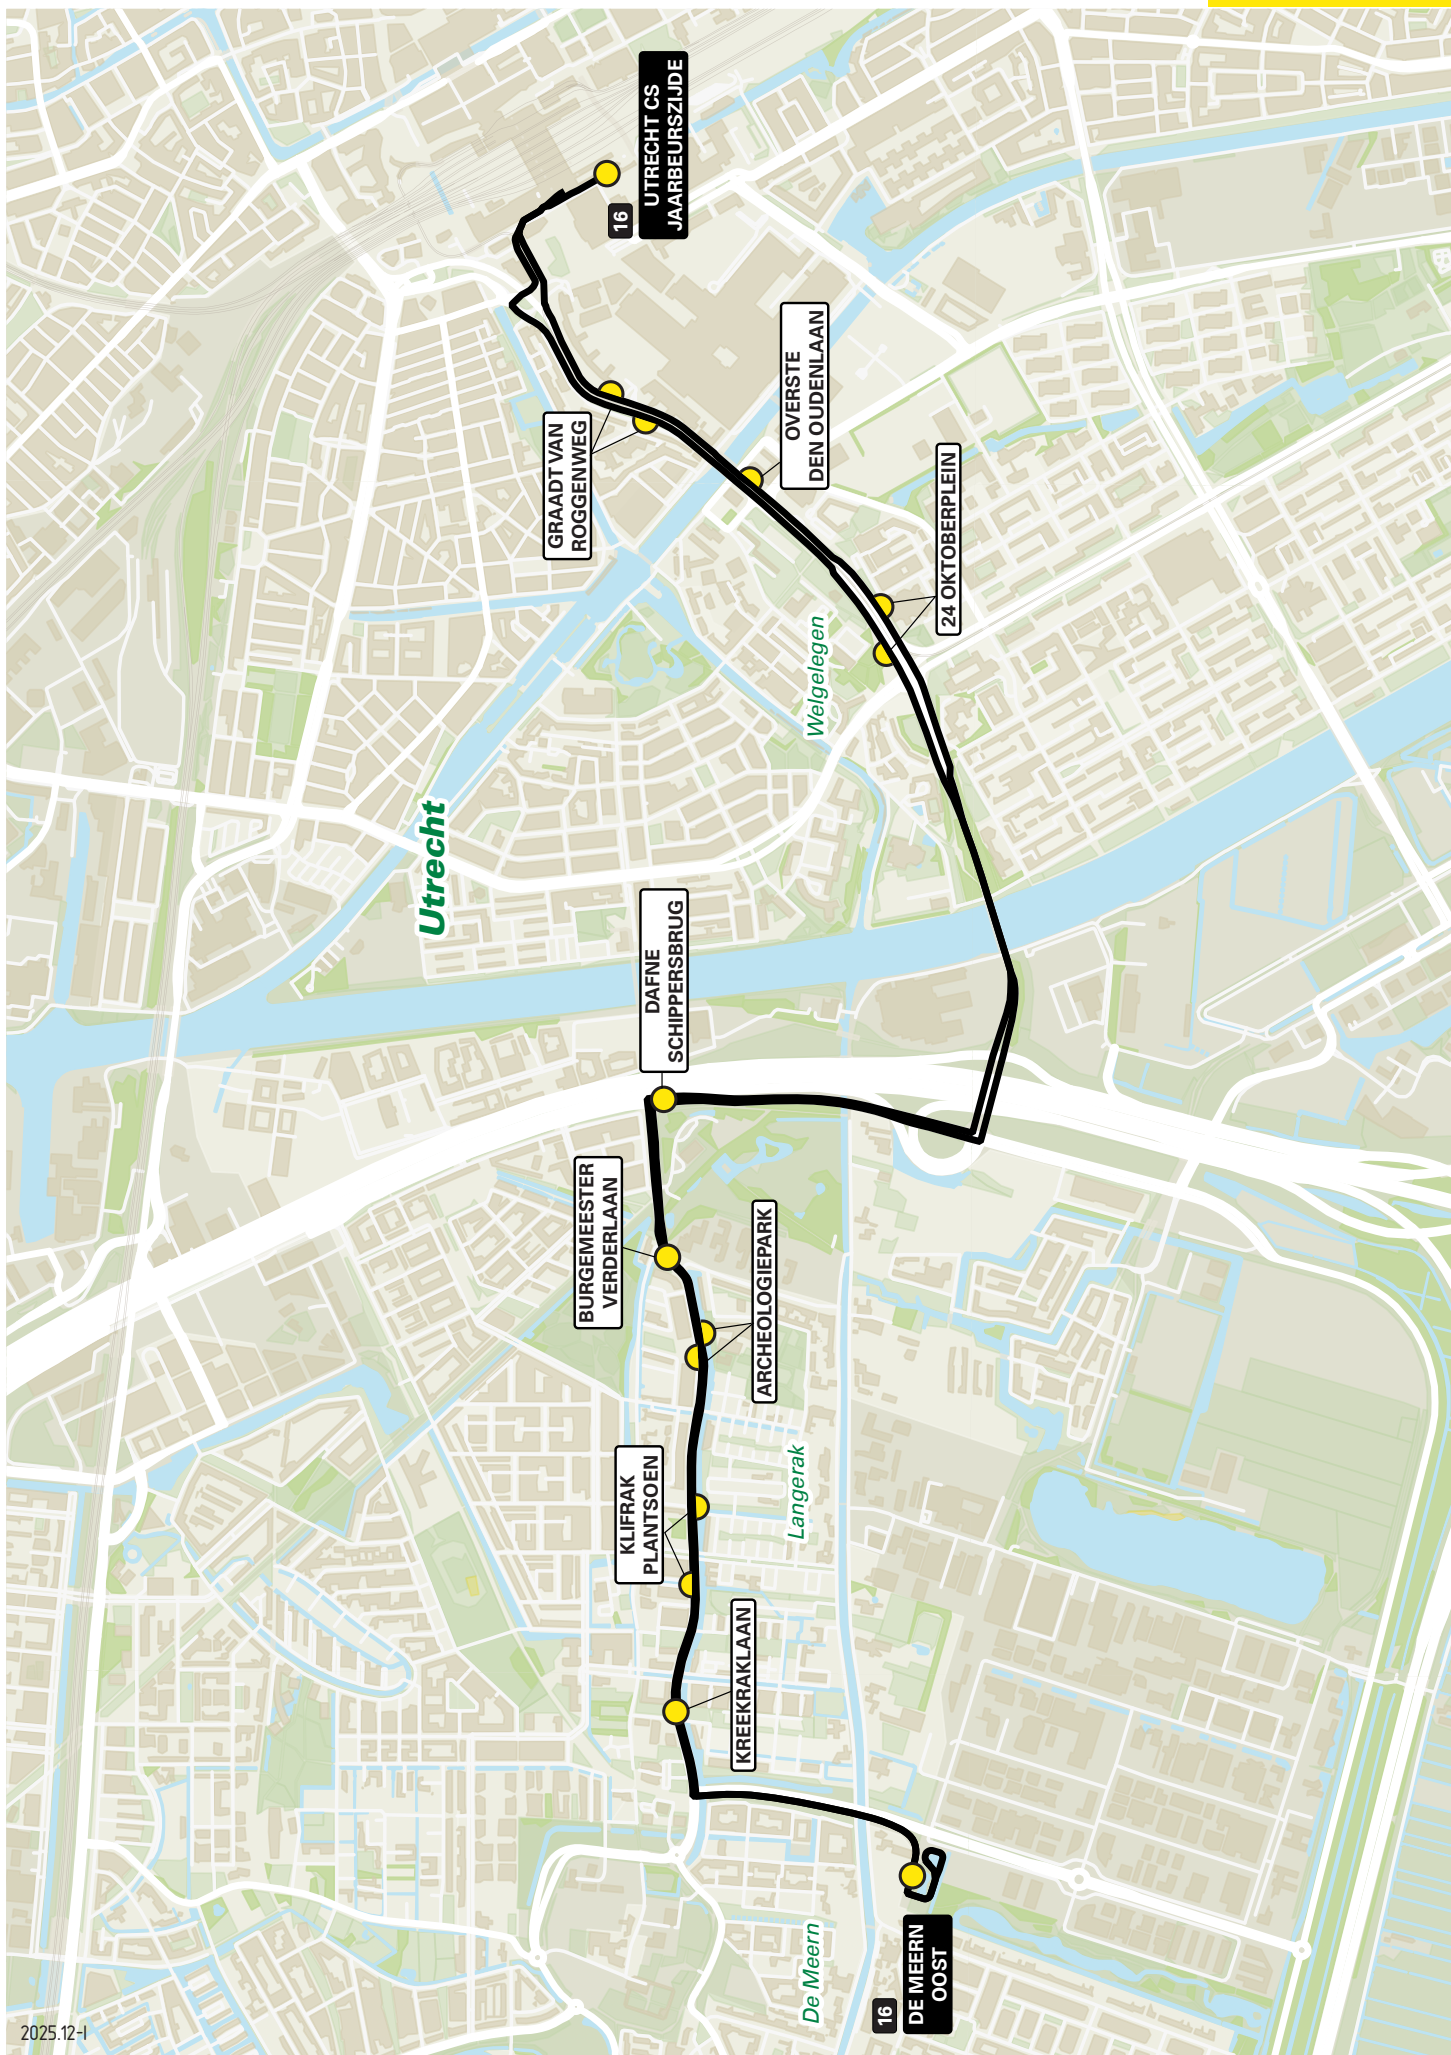 16
UTRECHT CS
JAARBEURSZIJDE
GRAADT VAN
ROGGENWEG
OVERSTE
DEN OUDENLAAN
24 OKTOBERPLEIN
Welgelegen
Utrecht
DAFNE
SCHIPPERSBRUG
BURGEMEESTER
VERDERLAAN
ARCHEOLOGIEPARK
KLIFRAK
PLANTSOEN
Langerak
KREEKRAKLAAN
De Meern
16
DE MEERN
OOST
2025.12-I